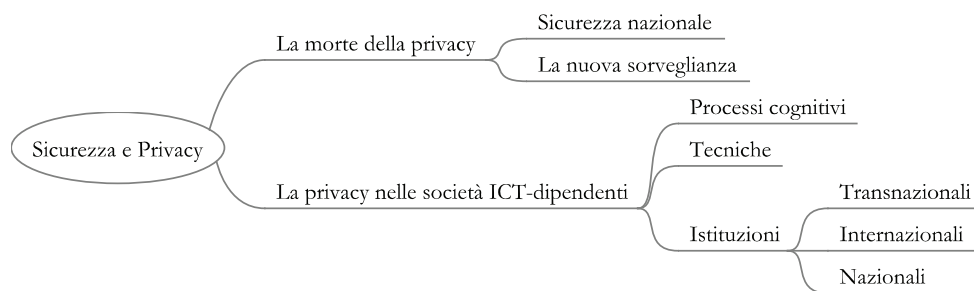 Sicurezza e Privacy
La morte della privacy
Sicurezza nazionale
La nuova sorveglianza
La privacy nelle società ICT-dipendenti
Processi cognitivi
Tecniche
Istituzioni
Transnazionali
Internazionali
Nazionali